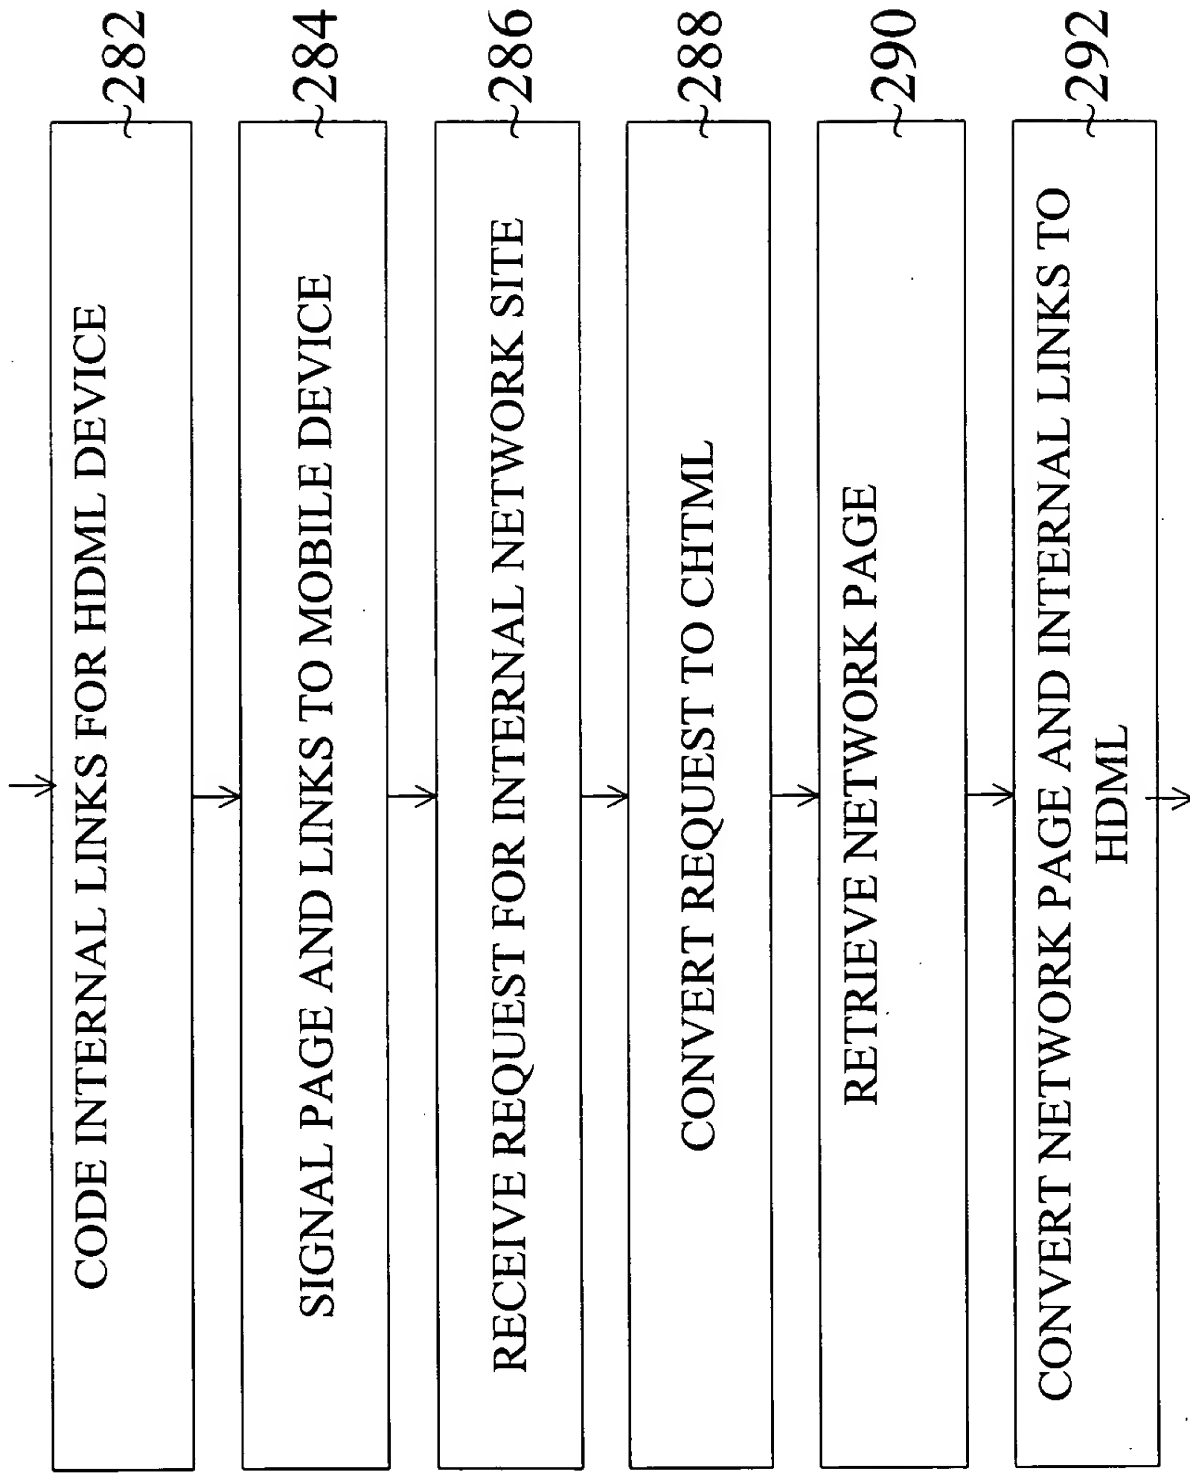 CODE INTERNAL LINKS FOR HDML DEVICE
~282
SIGNAL PAGE AND LINKS TO MOBILE DEVICE
~284
RECEIVE REQUEST FOR INTERNAL NETWORK SITE
~286
CONVERT REQUEST TO CHTML
~288
RETRIEVE NETWORK PAGE
~290
CONVERT NETWORK PAGE AND INTERNAL LINKS TO
HDML
~292